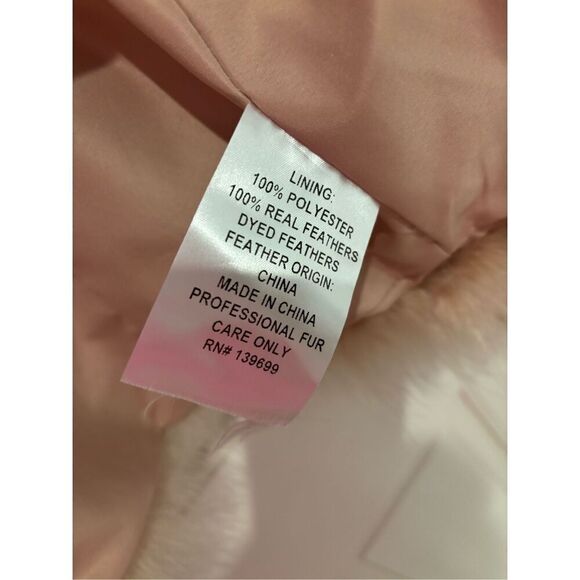 LINING:
100% POLYESTER
100% REAL FEATHERS
DYED FEATHERS
FEATHER ORIGIN:
CHINA
MADE IN CHINA
PROFESSIONAL FUR
CARE ONLY
RN# 139699